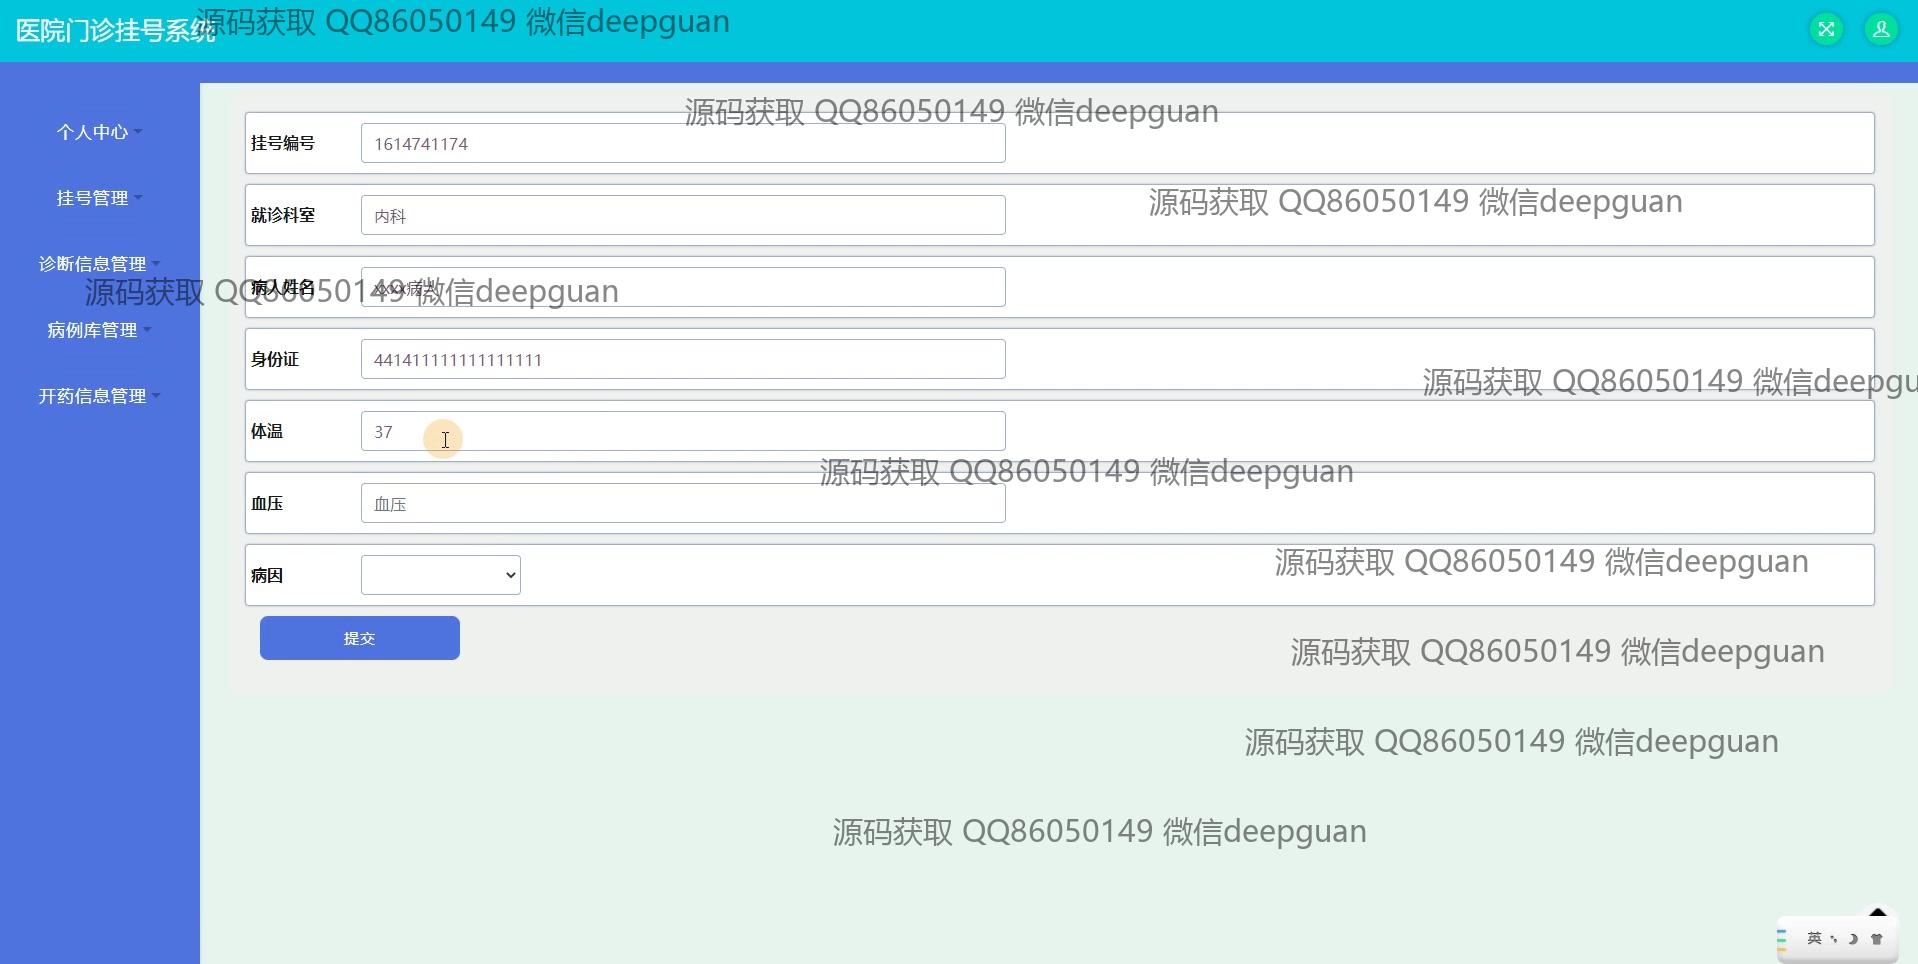 医院门诊挂号系统
源码获取 QQ86050149 微信deepguan
源码获取 QQ86050149 微信deepguan
个人中心
挂号编号
1614741174
挂号管理
就诊科室
内科
源码获取 QQ86050149 微信deepguan
诊断信息管理
病人姓名
源码获取 QQ86050149 微信deepguan
病例库管理
身份证
441411111111111111
源码获取 QQ86050149 微信deepgu
开药信息管理
体温
37
源码获取 QQ86050149 微信deepguan
血压
血压
源码获取 QQ86050149 微信deepguan
病因
提交
源码获取 QQ86050149 微信deepguan
源码获取 QQ86050149 微信deepguan
源码获取 QQ86050149 微信deepguan
英